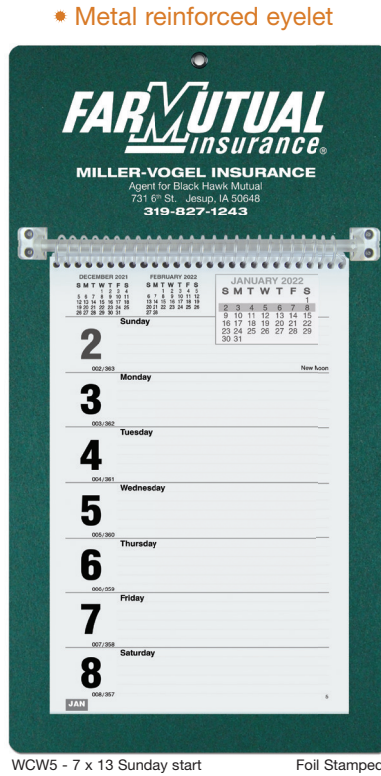 Metal reinforced eyelet
FARMUTUAL
insurance®
MILLER-VOGEL INSURANCE
Agent for Black Hawk Mutual
731 6th St. Jesup, IA 50648
319-827-1243
DECEMBER 2021
S M T W T F S
1 2 3 4
5 6 7 8 9 10 11
12 13 14 15 16 17 18
19 20 21 22 23 24 25
26 27 28 29 30 31
FEBRUARY 2022
S M T W T F S
1 2 3 4 5
6 7 8 9 10 11 12
13 14 15 16 17 18 19
20 21 22 23 24 25 26
27 28
JANUARY 2022
S M T W T F S
1
2 3 4 5 6 7 8
9 10 11 12 13 14 15
16 17 18 19 20 21 22
23 24 25 26 27 28 29
30 31
Sunday
2
002/363
New Moon
Monday
3
003/362
Tuesday
4
004/361
Wednesday
5
005/360
Thursday
6
006/359
Friday
7
007/358
Saturday
8
008/357
JAN
WCW5 - 7 x 13 Sunday start
Foil Stamped